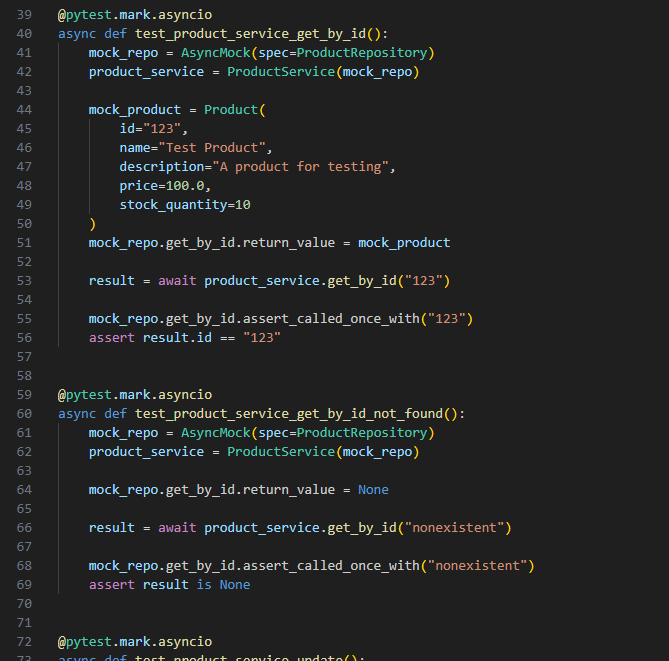 39 @pytest.mark.asyncio
40 async def test_product_service_get_by_id():
41     mock_repo = AsyncMock(spec=ProductRepository)
42     product_service = ProductService(mock_repo)
43
44     mock_product = Product(
45         id="123",
46         name="Test Product",
47         description="A product for testing",
48         price=100.0,
49         stock_quantity=10
50     )
51     mock_repo.get_by_id.return_value = mock_product
52
53     result = await product_service.get_by_id("123")
54
55     mock_repo.get_by_id.assert_called_once_with("123")
56     assert result.id == "123"
57
58
59 @pytest.mark.asyncio
60 async def test_product_service_get_by_id_not_found():
61     mock_repo = AsyncMock(spec=ProductRepository)
62     product_service = ProductService(mock_repo)
63
64     mock_repo.get_by_id.return_value = None
65
66     result = await product_service.get_by_id("nonexistent")
67
68     mock_repo.get_by_id.assert_called_once_with("nonexistent")
69     assert result is None
70
71
72 @pytest.mark.asyncio
73 async def test_product_service_update():